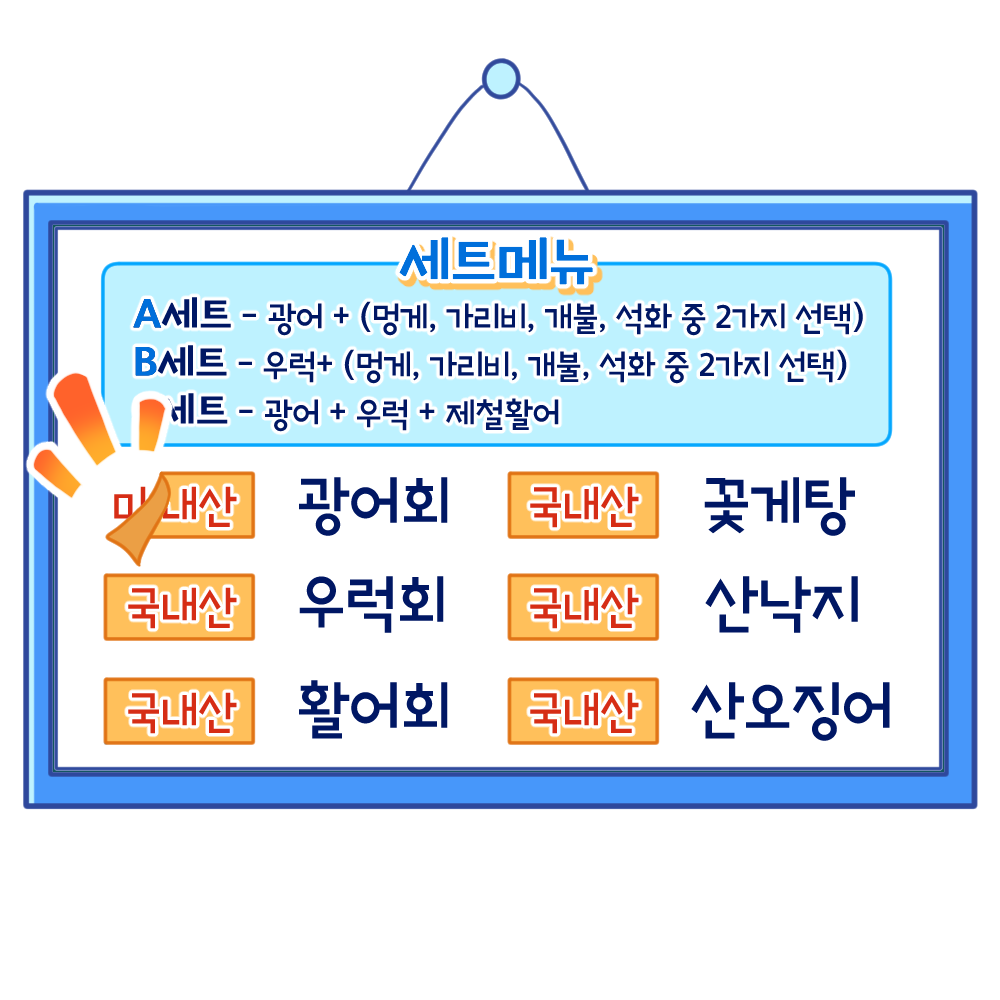 세트메뉴
A세트 - 광어 + (멍게, 가리비, 개불, 석화 중 2가지 선택)
B세트 - 우럭+ (멍게, 가리비, 개불, 석화 중 2가지 선택)
세트 - 광어 + 우럭 + 제철활어
내산 광어회 국내산 꽃게탕
국내산 우럭회 국내산 산낙지
국내산 활어회 국내산 산오징어